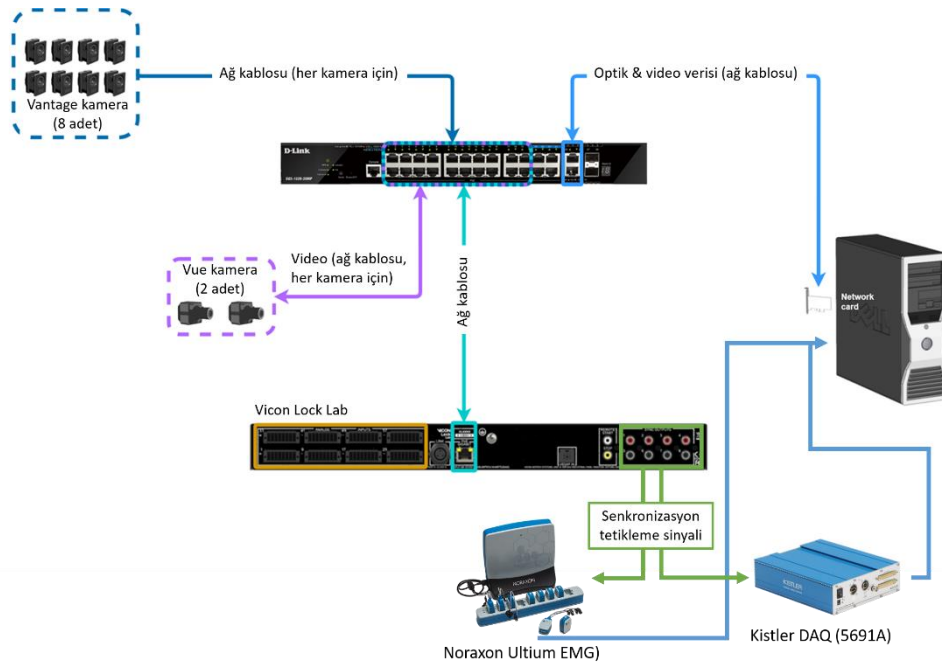 Ağ kablosu (her kamera için)
Optik & video verisi (ağ kablosu)
Vantage kamera
(8 adet)
D-Link
Vue kamera
(2 adet)
Video (ağ kablosu,
her kamera için)
Ağ kablosu
Network
card
Vicon Lock Lab
Senkronizasyon
tetikleme sinyali
NORAXON
KISTLER
Noraxon Ultium EMG)
Kistler DAQ (5691A)